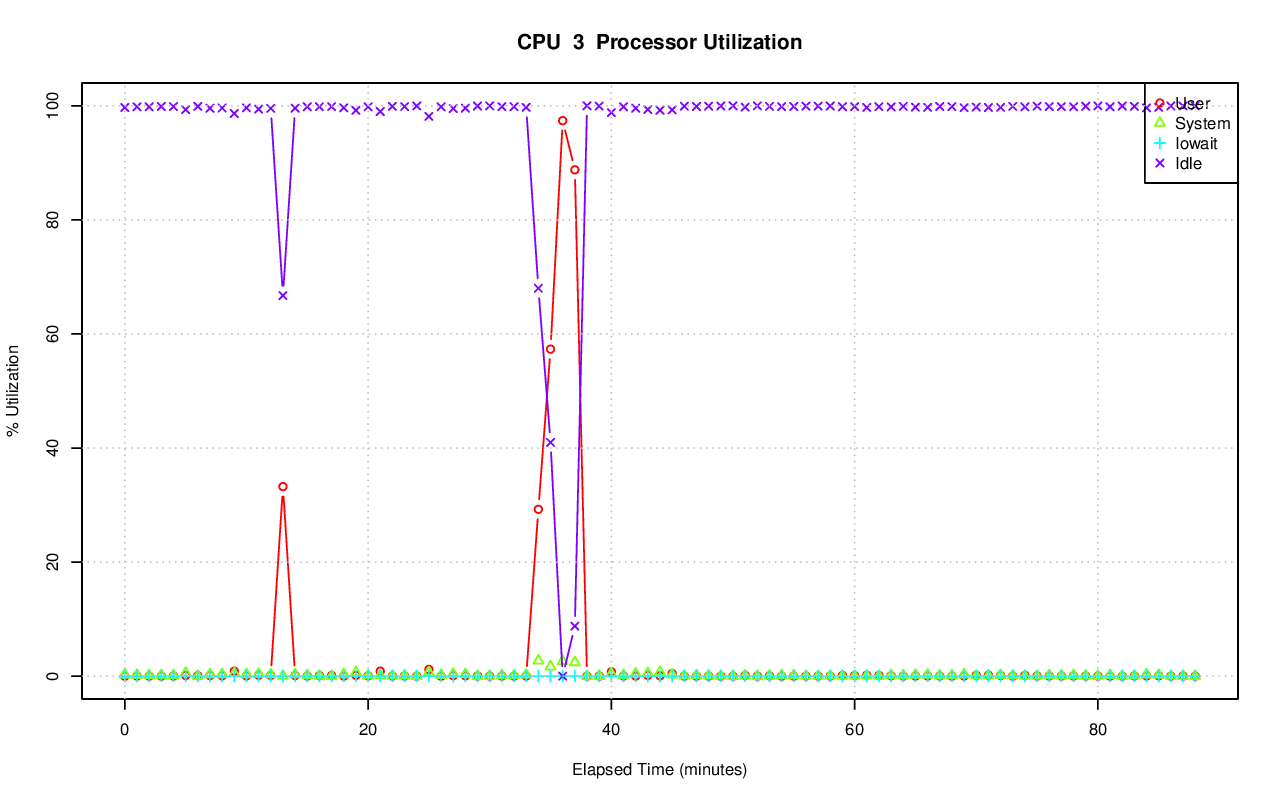 CPU  3  Processor Utilization
% Utilization
100
80
60
40
20
0
User
System
Iowait
Idle
0 20 40 60 80
Elapsed Time (minutes)